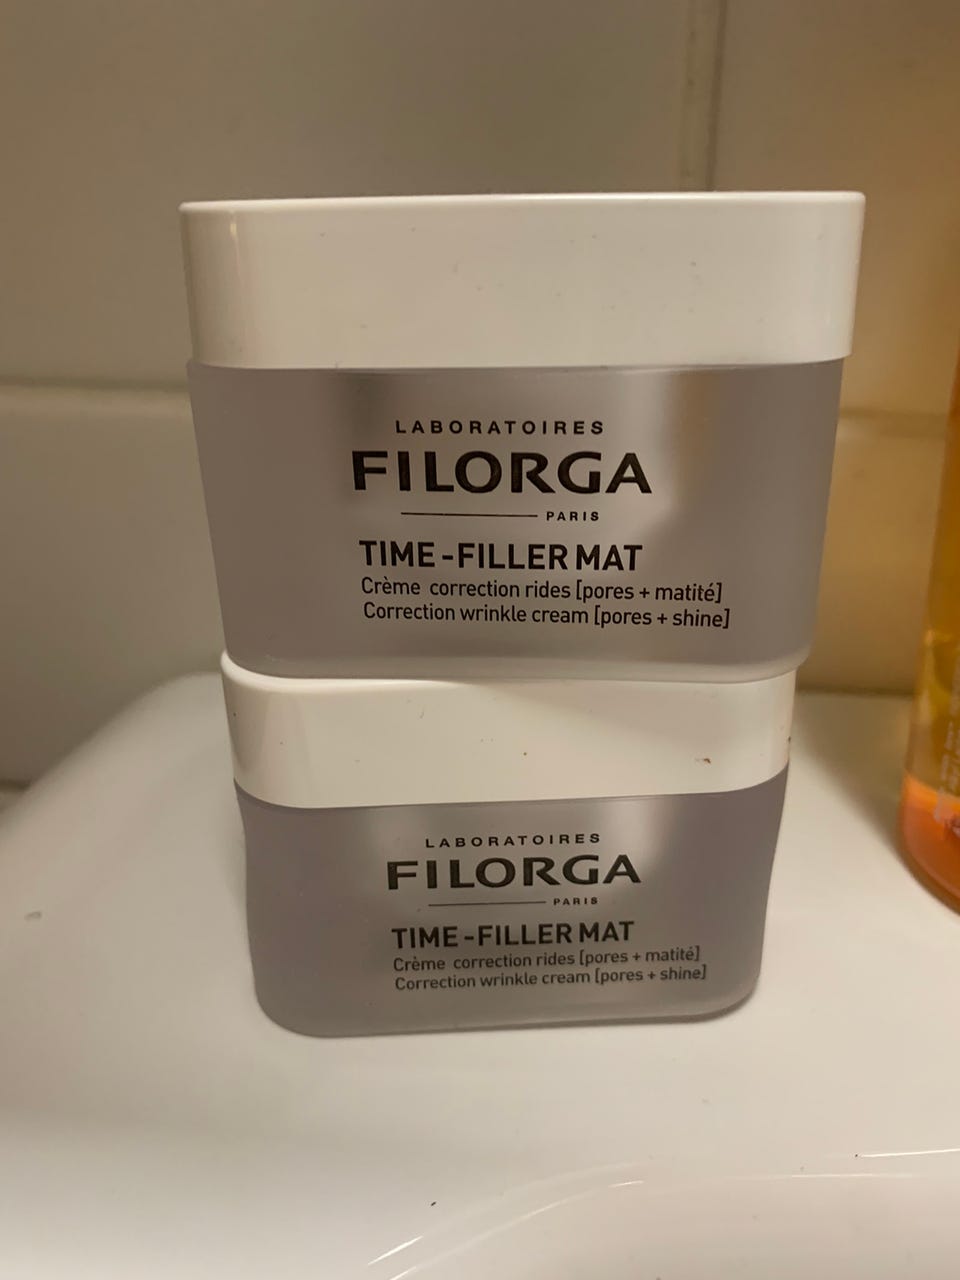 LABORATOIRES
FILORGA
PARIS
TIME-FILLER MAT
Crème correction rides [pores + matité]
Correction wrinkle cream [pores + shine]
LABORATOIRES
FILORGA
PARIS
TIME-FILLER MAT
Crème correction rides [pores + matité]
Correction wrinkle cream [pores + shine]